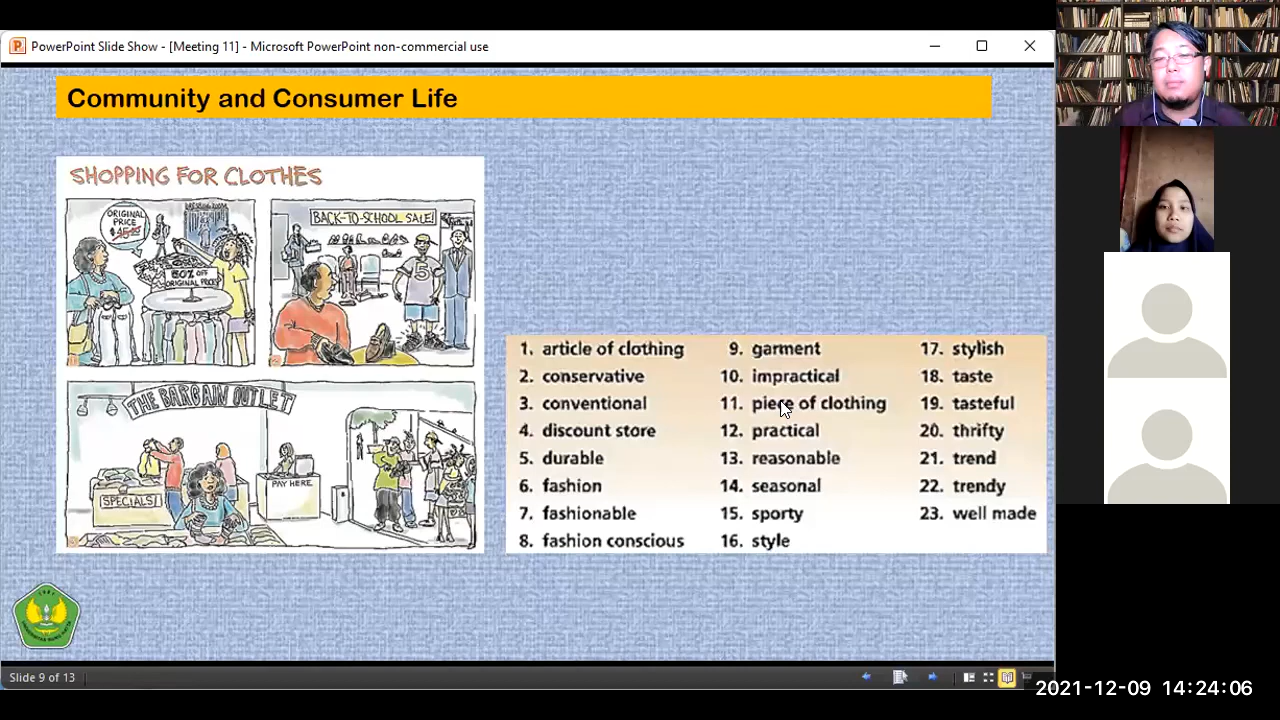 PowerPoint Slide Show - [Meeting 11] - Microsoft PowerPoint non-commercial use
Community and Consumer Life
SHOPPING FOR CLOTHES
ORIGINAL
PRICE
50% OFF
ORIGINAL PRICE
BACK-TO-SCHOOL SALE!
5
THE BARGAIN OUTLET
SPECIALS
PAY HERE
1. article of clothing
2. conservative
3. conventional
4. discount store
5. durable
6. fashion
7. fashionable
8. fashion conscious
9. garment
10. impractical
11. piece of clothing
12. practical
13. reasonable
14. seasonal
15. sporty
16. style
17. stylish
18. taste
19. tasteful
20. thrifty
21. trend
22. trendy
23. well made
Slide 9 of 13
2021-12-09 14:24:06